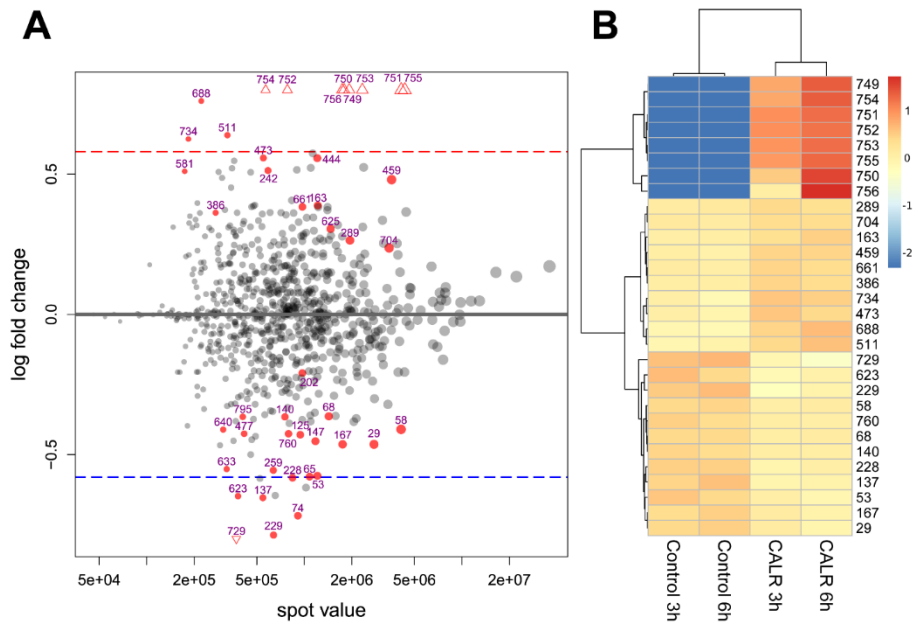 A
B
754 752 750 753 751 755
756 749
688
734 511
473 444
581 242 459
386 661 163
625 289 704
202
795 140 68
640 477 125 58
760 147 167 29
633 259 228 65
53
623 137
74
729 229
0.5
0.0
−0.5
log fold change
5e+04 2e+05 5e+05 2e+06 5e+06 2e+07
spot value
749
754
751
752
753
755
750
756
289
704
163
459
661
386
734
473
688
511
729
623
229
58
760
68
140
228
137
53
167
29
1
0
-1
-2
Control 3h
Control 6h
CALR 3h
CALR 6h